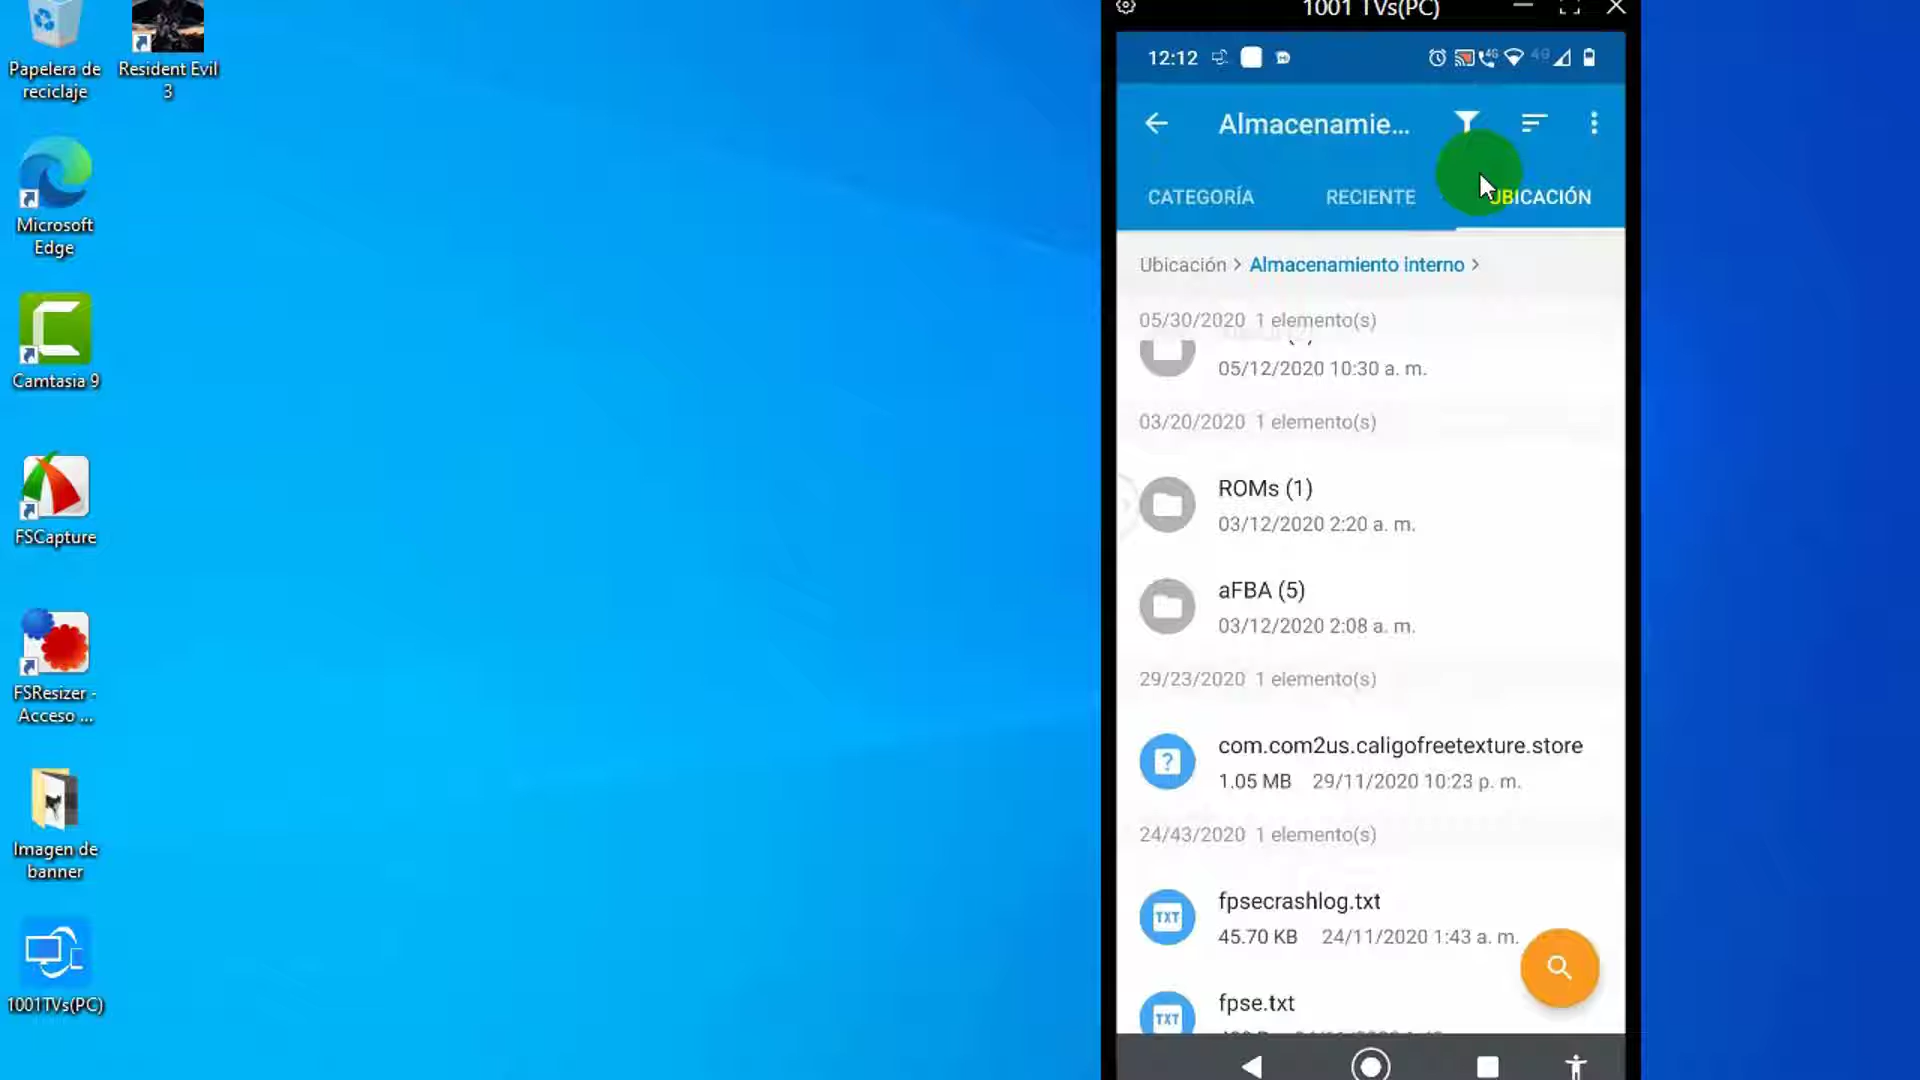 Papelera de
reciclaje
Resident Evil
3
Microsoft
Edge
Camtasia 9
FSCapture
FSResizer -
Acceso ...
Imagen de
banner
1001TVs(PC)
1001 TVs(PC)
12:12
4G
4G
Almacenamie...
CATEGORÍA
RECIENTE
UBICACIÓN
Ubicación > Almacenamiento interno >
05/30/2020 1 elemento(s)
05/12/2020 10:30 a. m.
03/20/2020 1 elemento(s)
ROMs (1)
03/12/2020 2:20 a. m.
aFBA (5)
03/12/2020 2:08 a. m.
29/23/2020 1 elemento(s)
?
com.com2us.caligofreetexture.store
1.05 MB 29/11/2020 10:23 p. m.
24/43/2020 1 elemento(s)
TXT
fpsecrashlog.txt
45.70 KB 24/11/2020 1:43 a. m.
TXT
fpse.txt